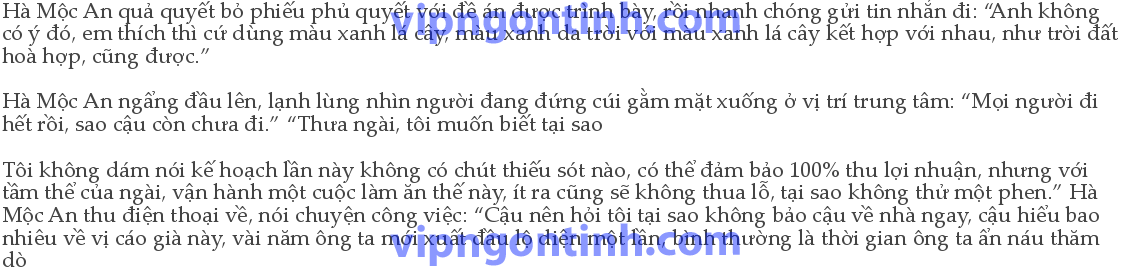 Hà Mộc An quả quyết bỏ phiếu phủ quyết với đề án được trình bày, rồi nhanh chóng gửi tin nhắn đi: “Anh không
có ý đó, em thích thì cứ dùng màu xanh lá cây, màu xanh da trời với màu xanh lá cây kết hợp với nhau, như trời đất
hoà hợp, cũng được.”
vipngontinh.com
Hà Mộc An ngẩng đầu lên, lạnh lùng nhìn người đang đứng cúi gằm mặt xuống ở vị trí trung tâm: “Mọi người đi
hết rồi, sao cậu còn chưa đi.” “Thưa ngài, tôi muốn biết tại sao
Tôi không dám nói kế hoạch lần này không có chút thiếu sót nào, có thể đảm bảo 100% thu lợi nhuận, nhưng với
tầm thế của ngài, vận hành một cuộc làm ăn thế này, ít ra cũng sẽ không thua lỗ, tại sao không thử một phen.” Hà
Mộc An thu điện thoại về, nói chuyện công việc: “Cậu nên hỏi tôi tại sao không bảo cậu về nhà ngay, cậu hiểu bao
nhiêu về vị cáo già này, vài năm ông ta mới xuất đầu lộ diện một lần, bình thường là thời gian ông ta ẩn náu thăm
dò
vipngontinh.com